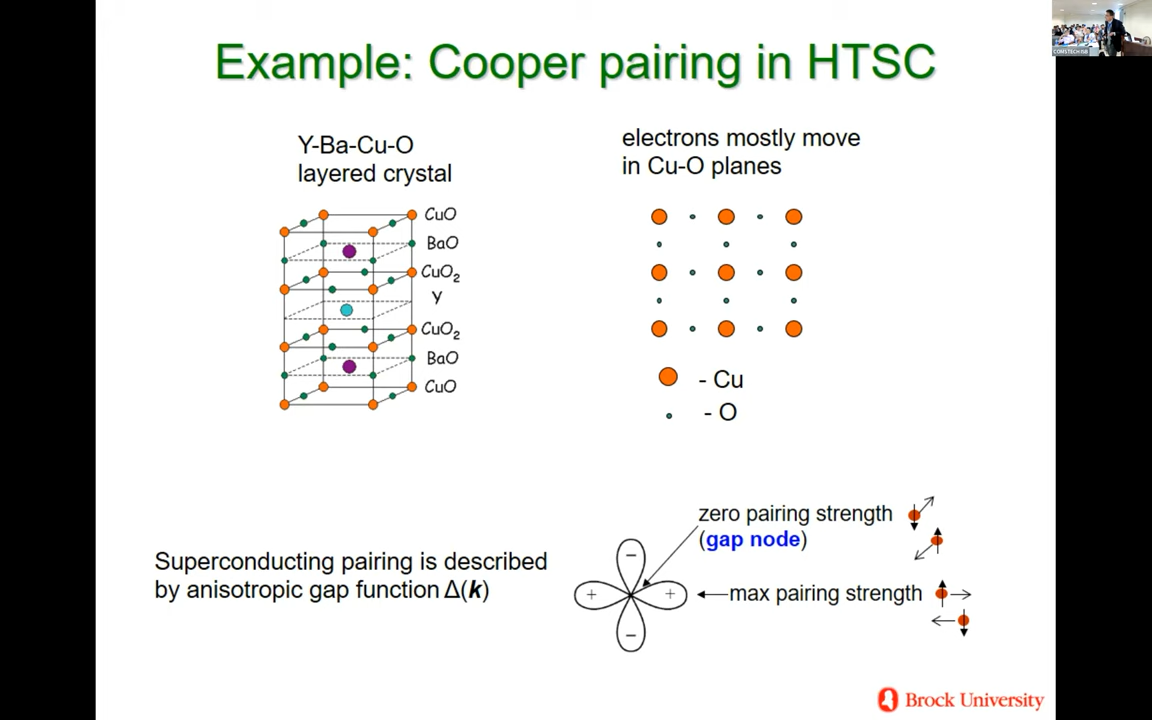 Example: Cooper pairing in HTSC
Y-Ba-Cu-O
layered crystal
CuO
BaO
CuO₂
Y
CuO₂
BaO
CuO
electrons mostly move
in Cu-O planes
- Cu
- O
Superconducting pairing is described
by anisotropic gap function Δ(k)
−
+
+
−
zero pairing strength
(gap node)
max pairing strength
Brock University
COMSTECH ISB